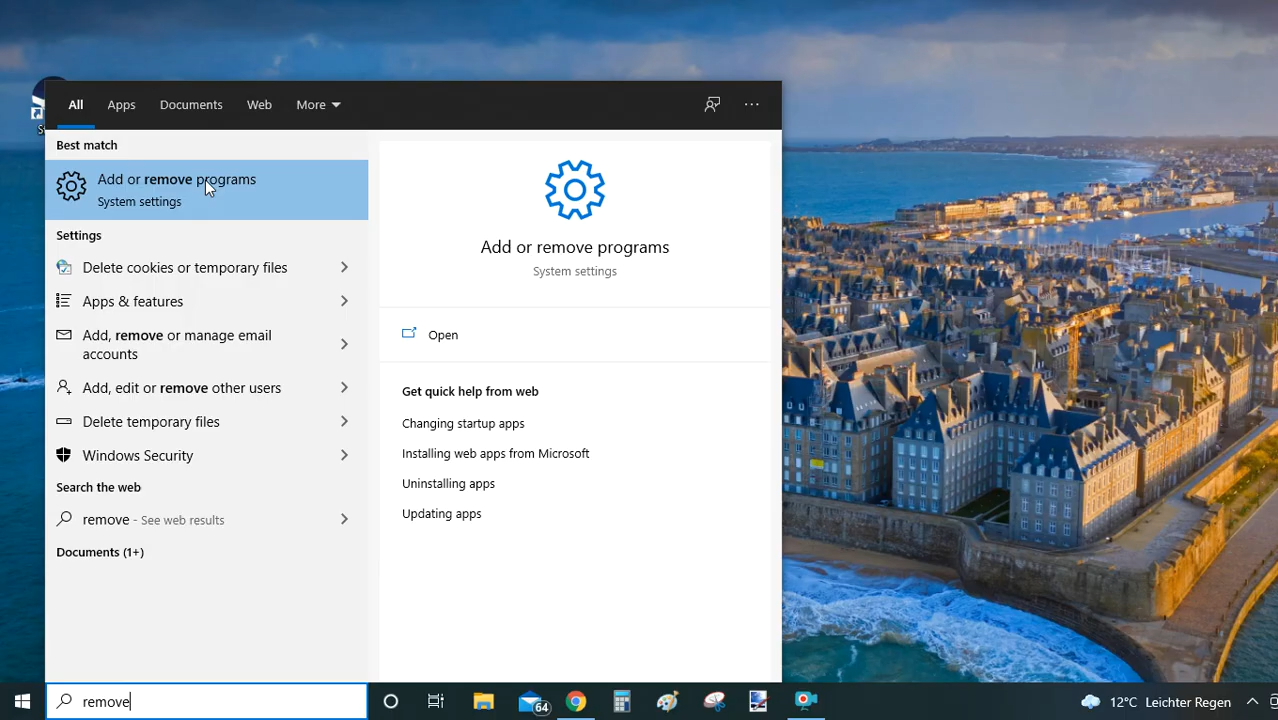 All Apps Documents Web More
Best match
Add or remove programs
System settings
Settings
Delete cookies or temporary files
Apps & features
Add, remove or manage email
accounts
Add, edit or remove other users
Delete temporary files
Windows Security
Search the web
remove - See web results
Documents (1+)
Add or remove programs
System settings
Open
Get quick help from web
Changing startup apps
Installing web apps from Microsoft
Uninstalling apps
Updating apps
remove
64
12°C Leichter Regen